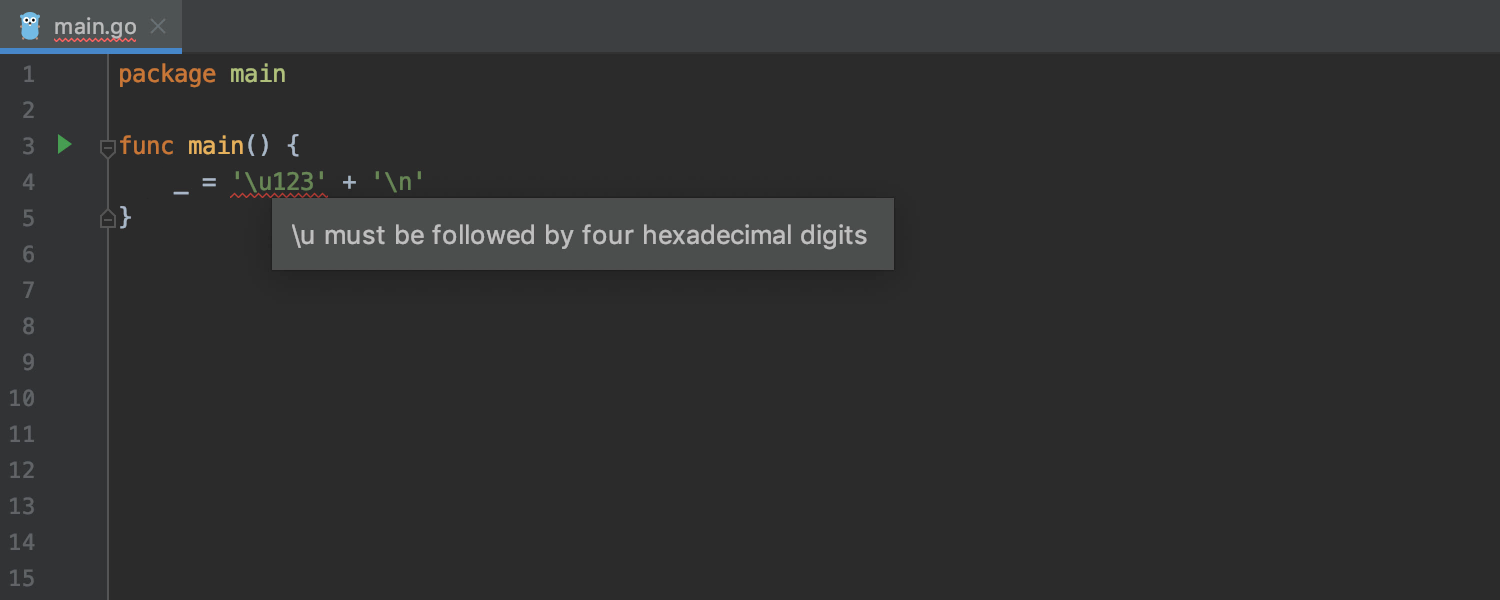 main.go
1 package main
2
3 func main() {
4 _ = '\u123' + '\n'
5 }
\u must be followed by four hexadecimal digits
6
7
8
9
10
11
12
13
14
15